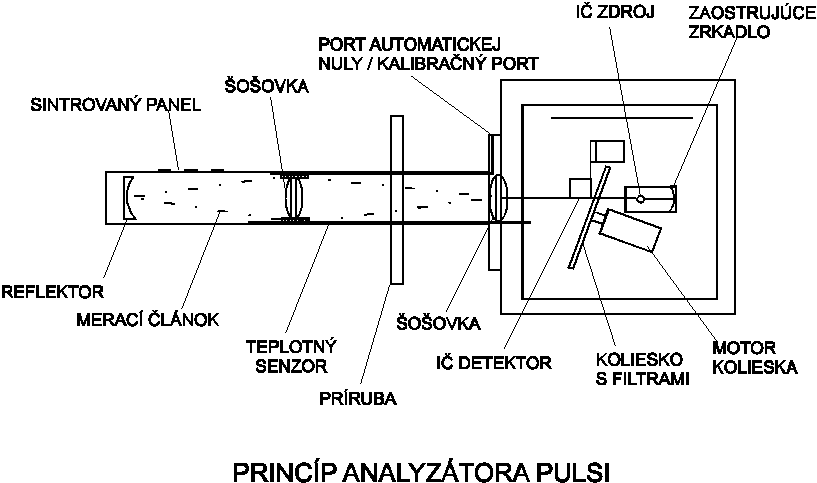 IČ ZDROJ
ZAOSTRUJÚCE
ZRKADLO
PORT AUTOMATICKEJ
NULY / KALIBRAČNÝ PORT
ŠOŠOVKA
SINTROVANÝ PANEL
REFLEKTOR
MERACÍ ČLÁNOK
TEPLOTNÝ
SENZOR
PRÍRUBA
ŠOŠOVKA
IČ DETEKTOR
KOLIESKO
S FILTRAMI
MOTOR
KOLIESKA
PRINCÍP ANALYZÁTORA PULSI